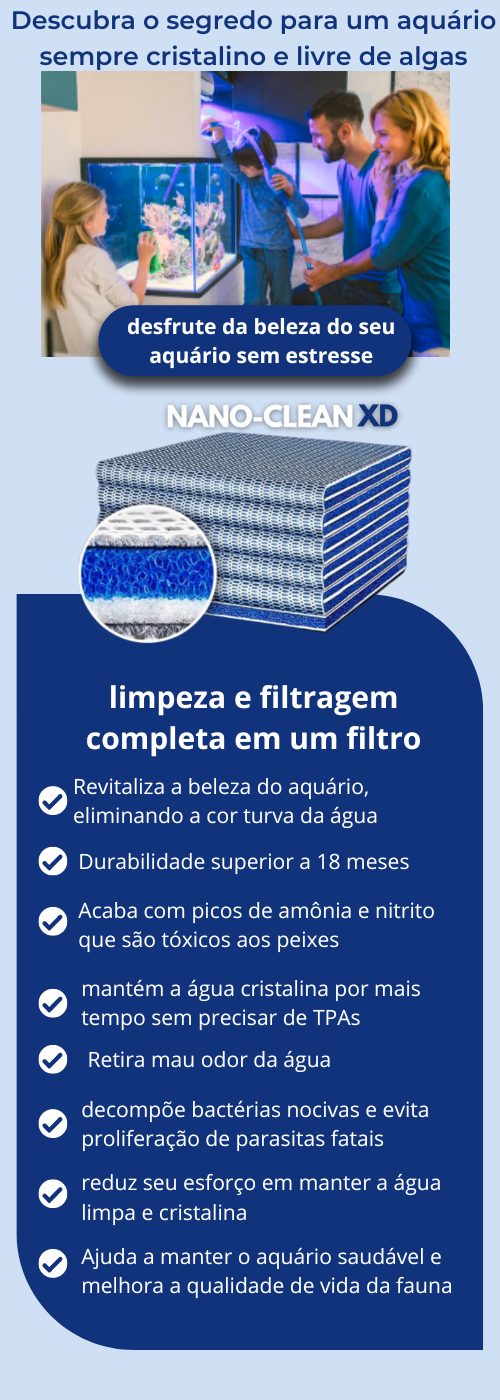 Descubra o segredo para um aquário
sempre cristalino e livre de algas
desfrute da beleza do seu
aquário sem estresse
NANO-CLEAN XD
limpeza e filtragem
completa em um filtro
Revitaliza a beleza do aquário,
eliminando a cor turva da água
Durabilidade superior a 18 meses
Acaba com picos de amônia e nitrito
que são tóxicos aos peixes
mantém a água cristalina por mais
tempo sem precisar de TPAs
Retira mau odor da água
decompõe bactérias nocivas e evita
proliferação de parasitas fatais
reduz seu esforço em manter a água
limpa e cristalina
Ajuda a manter o aquário saudável e
melhora a qualidade de vida da fauna